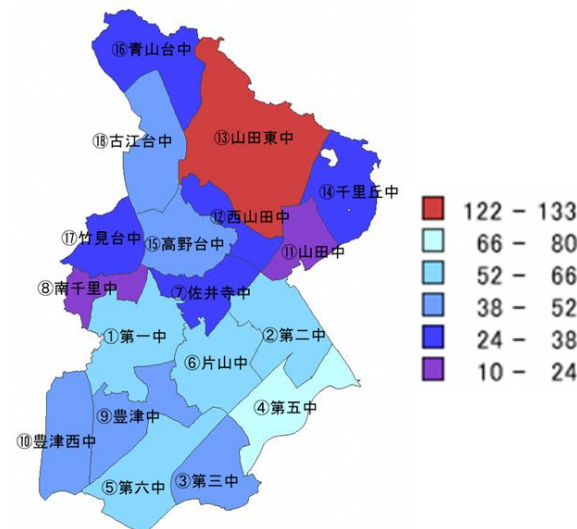 ⑯青山台中
⑱古江台中
⑬山田東中
⑭千里丘中
⑫西山田中
⑰竹見台中
⑮高野台中
⑪山田中
⑧南千里中
⑦佐井寺中
①第一中
②第二中
⑥片山中
④第五中
⑨豊津中
⑩豊津西中
③第三中
⑤第六中
122 - 133
66 - 80
52 - 66
38 - 52
24 - 38
10 - 24